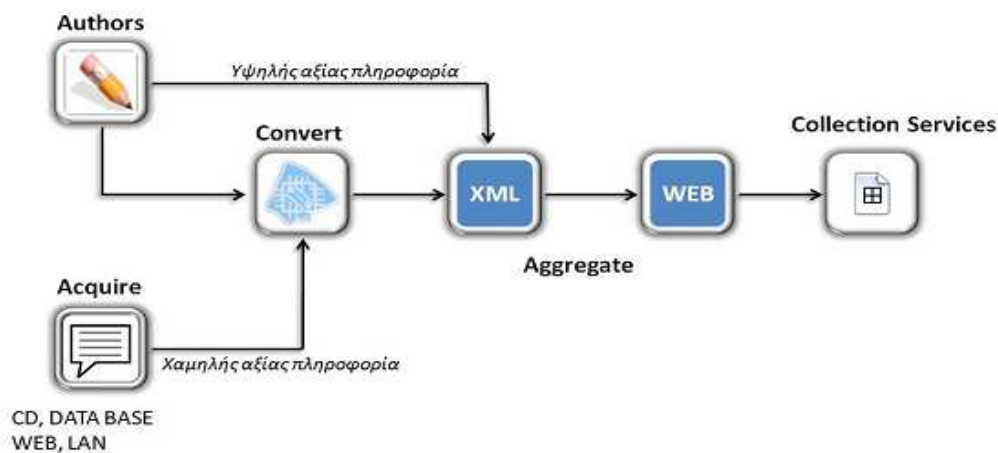 Authors
Υψηλής αξίας πληροφορία
Convert
Collection Services
XML
WEB
Aggregate
Acquire
Χαμηλής αξίας πληροφορία
CD, DATA BASE
WEB, LAN